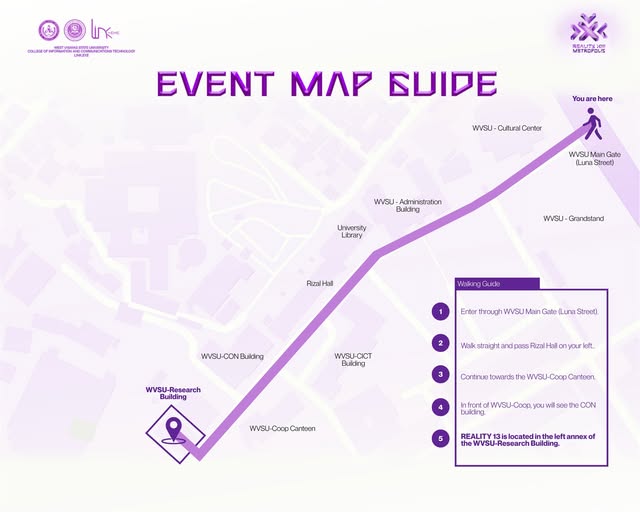 WEST VISAYAS STATE UNIVERSITY
COLLEGE OF INFORMATION AND COMMUNICATIONS TECHNOLOGY
LINK.EXE
REALITY XIII
METROPOLIS
EVENT MAP GUIDE
You are here
WVSU - Cultural Center
WVSU Main Gate
(Luna Street)
WVSU - Administration
Building
WVSU - Grandstand
University
Library
Rizal Hall
WVSU-CON Building
WVSU-CICT
Building
WVSU-Research
Building
WVSU-Coop Canteen
Walking Guide
1 Enter through WVSU Main Gate (Luna Street).
2 Walk straight and pass Rizal Hall on your left.
3 Continue towards the WVSU-Coop Canteen.
4 In front of WVSU-Coop, you will see the CON
building.
5 REALITY 13 is located in the left annex of
the WVSU-Research Building.